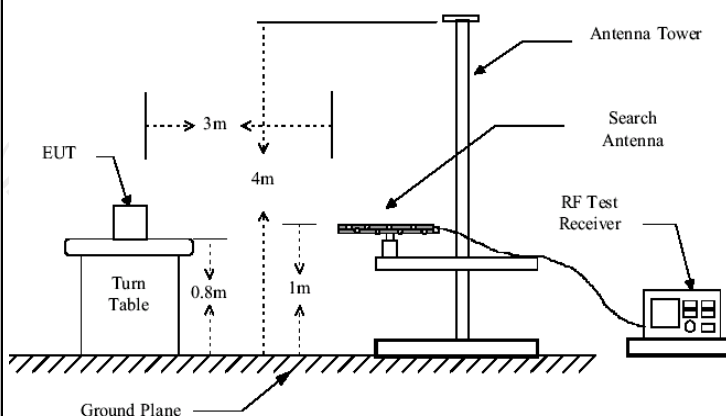 Antenna Tower
3m
Search
Antenna
EUT
4m
RF Test
Receiver
Turn
Table
0.8m
1m
Ground Plane